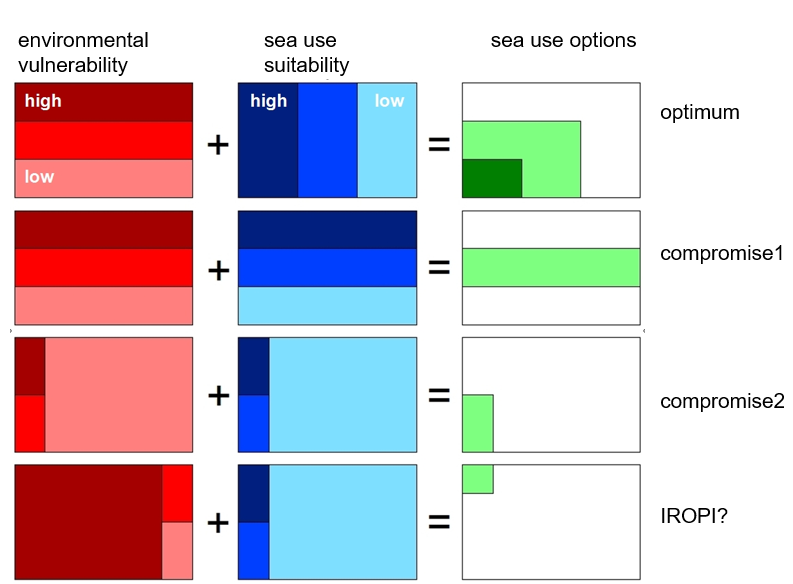 environmental
vulnerability
sea use
suitability
sea use options
high
low
high
low
+
=
optimum
+
=
compromise1
+
=
compromise2
+
=
IROPI?